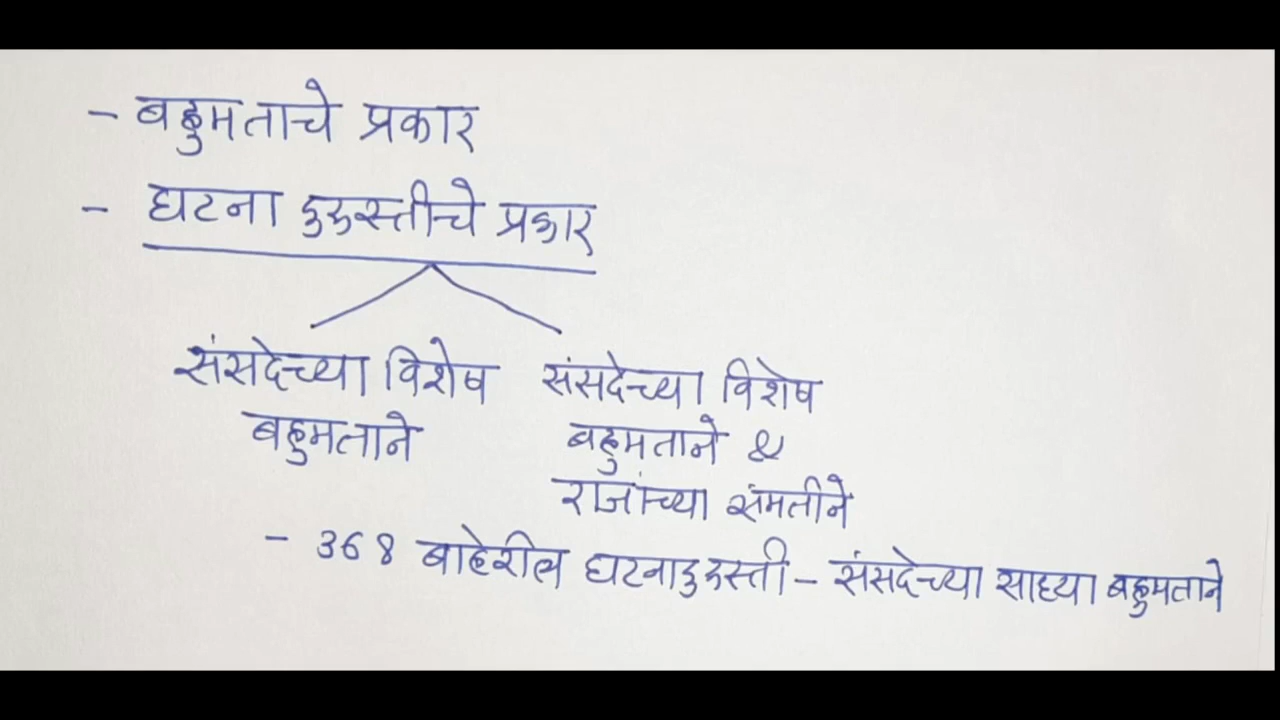 - बहुमताचे प्रकार
- घटना दुरुस्तीचे प्रकार
संसदेच्या विशेष संसदेच्या विशेष
बहुमताने बहुमताने &
राजांच्या संमतीने
- 368 बाहेरील घटनादुरुस्ती - संसदेच्या साध्या बहुमताने